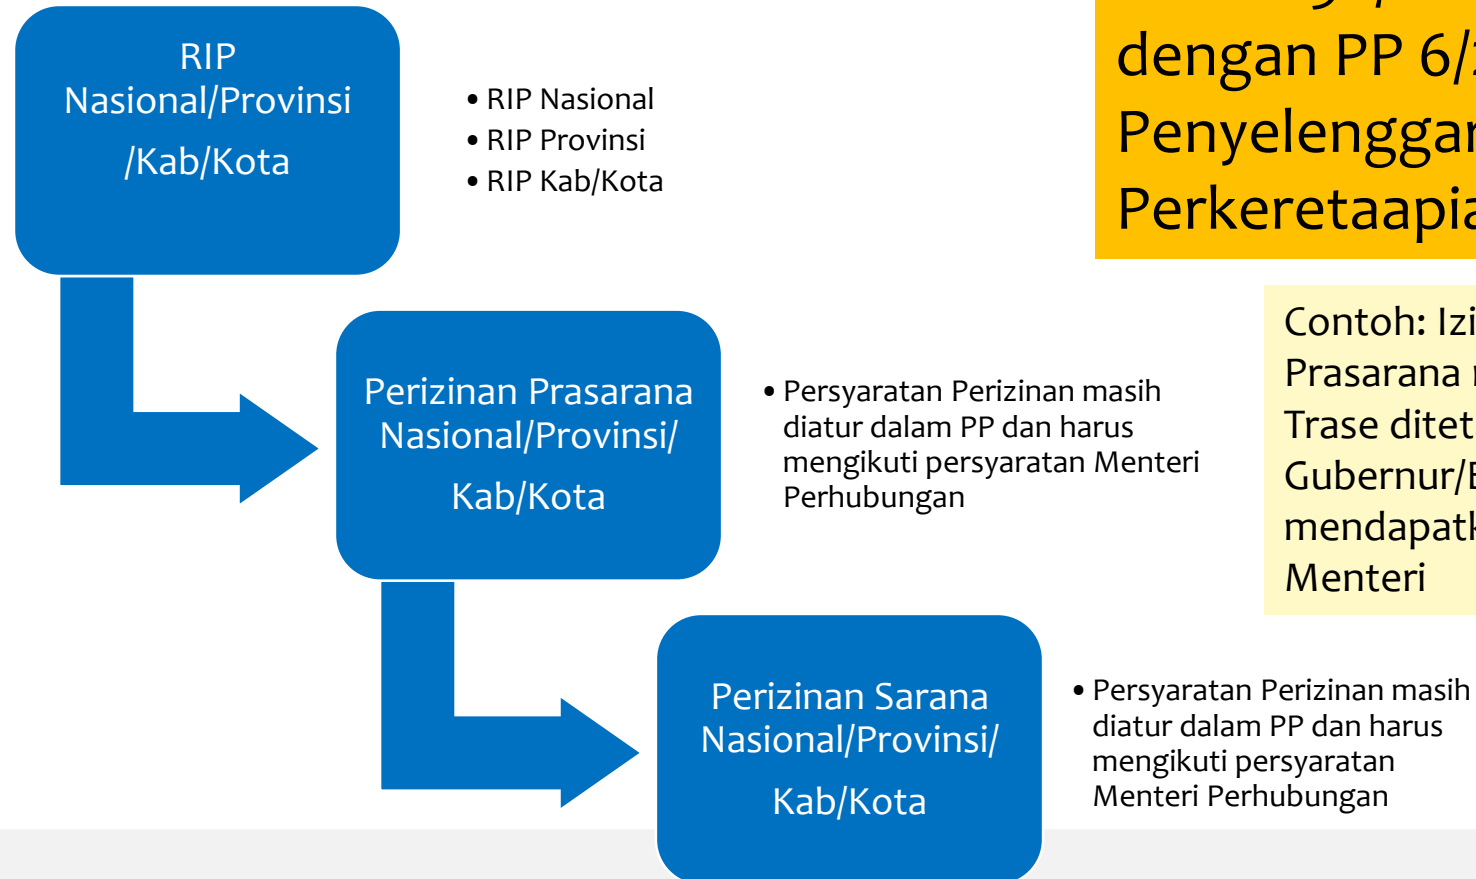 RIP
Nasional/Provinsi
/Kab/Kota
• RIP Nasional
• RIP Provinsi
• RIP Kab/Kota
dengan PP 6/
Penyelengga
Perkeretaapi
Perizinan Prasarana
Nasional/Provinsi/
Kab/Kota
• Persyaratan Perizinan masih
diatur dalam PP dan harus
mengikuti persyaratan Menteri
Perhubungan
Contoh: Izi
Prasarana
Trase ditet
Gubernur/
mendapat
Menteri
Perizinan Sarana
Nasional/Provinsi/
Kab/Kota
• Persyaratan Perizinan masih
diatur dalam PP dan harus
mengikuti persyaratan
Menteri Perhubungan